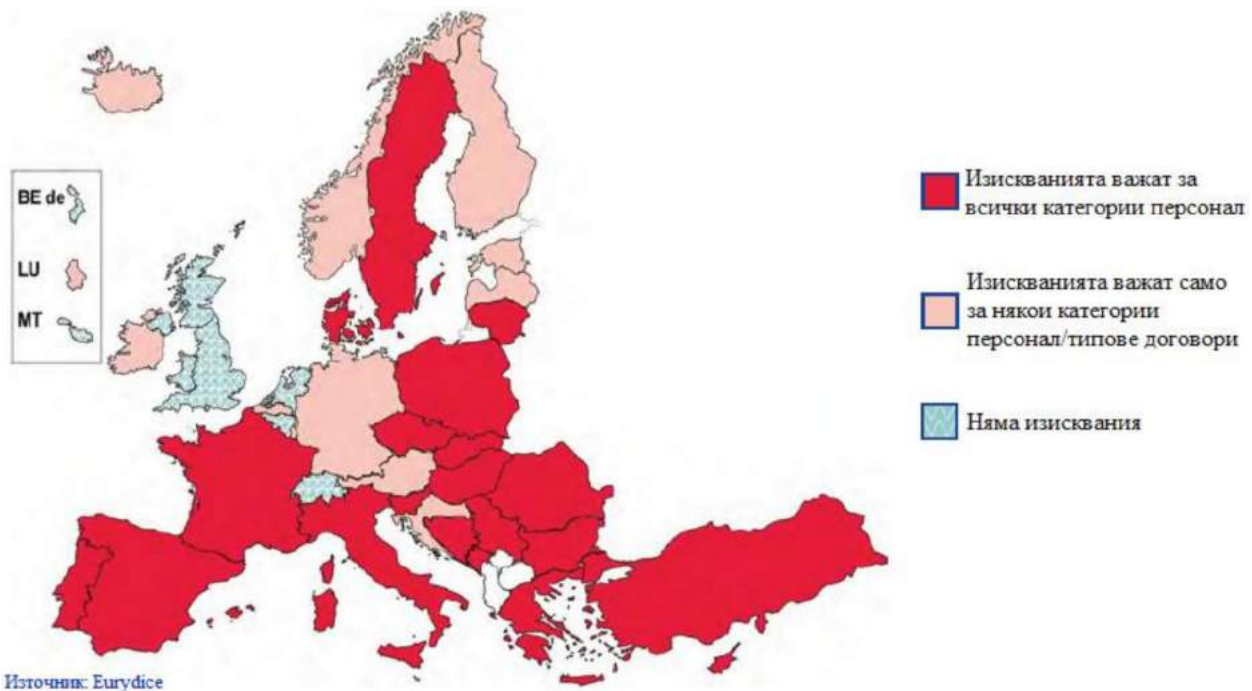 BE de
LU
MT
Изискванията важат за
всички категории персонал
Изискванията важат само
за някои категории
персонал/типове договори
Няма изисквания
Източник: Eurydice